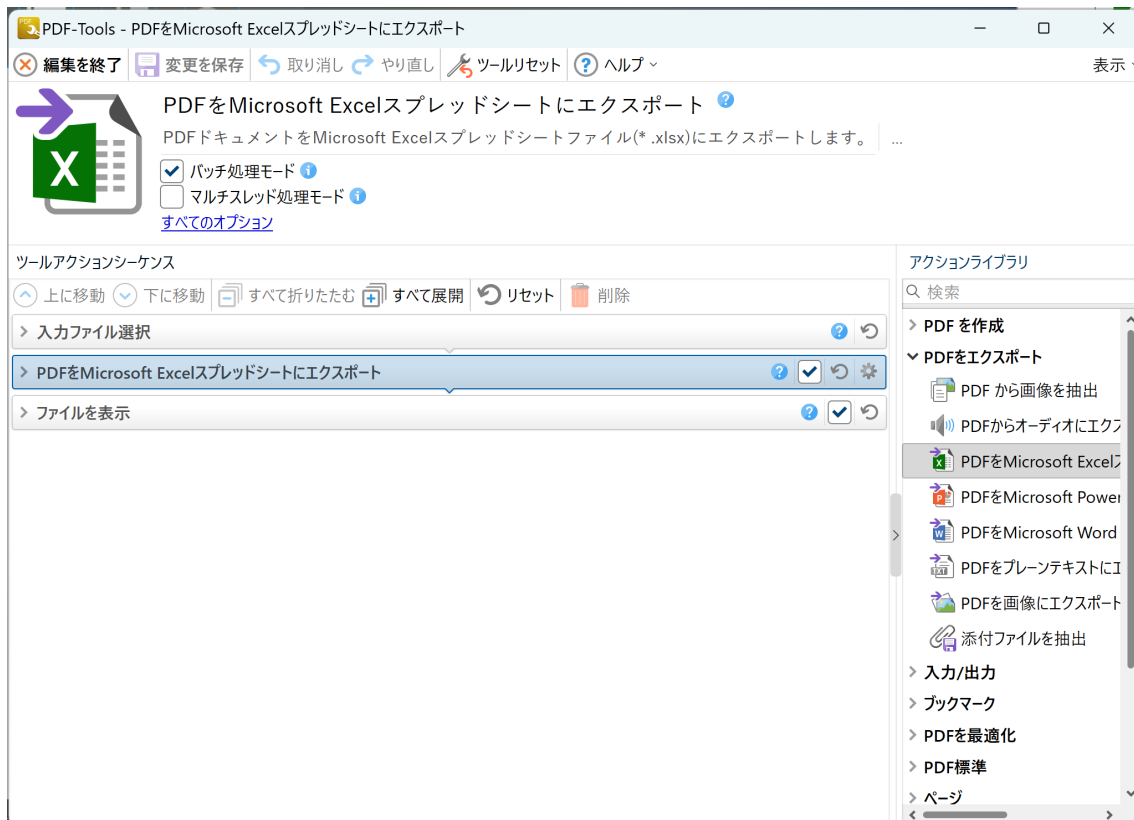 PDF-Tools - PDFをMicrosoft Excelスプレッドシートにエクスポート
編集を終了 変更を保存 取り消し やり直し ツールリセット ヘルプ 表示
PDFをMicrosoft Excelスプレッドシートにエクスポート
PDFドキュメントをMicrosoft Excelスプレッドシートファイル(* .xlsx)にエクスポートします。 ...
バッチ処理モード
マルチスレッド処理モード
すべてのオプション
ツールアクションシーケンス
上に移動 下に移動 すべて折りたたむ すべて展開 リセット 削除
入力ファイル選択
PDFをMicrosoft Excelスプレッドシートにエクスポート
ファイルを表示
アクションライブラリ
検索
PDF を作成
PDFをエクスポート
PDF から画像を抽出
PDFからオーディオにエクス
PDFをMicrosoft Excelス
PDFをMicrosoft Power
PDFをMicrosoft Word
PDFをプレーンテキストにエ
PDFを画像にエクスポート
添付ファイルを抽出
入力/出力
ブックマーク
PDFを最適化
PDF標準
ページ